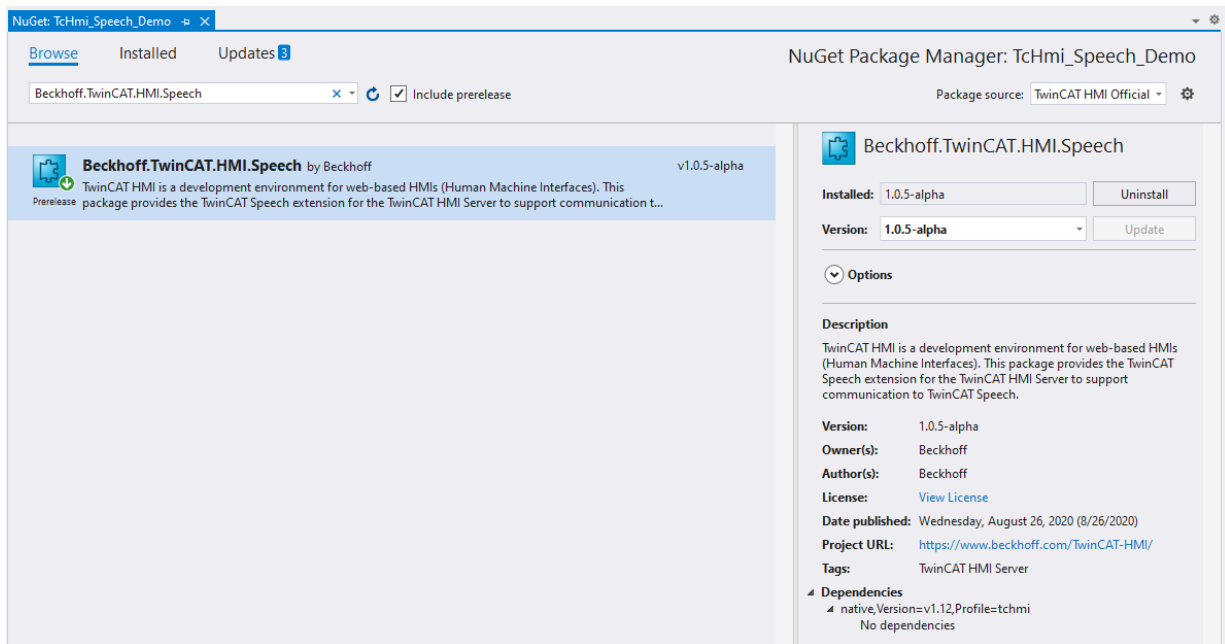 NuGet: TcHmi_Speech_Demo
Browse Installed Updates 3
NuGet Package Manager: TcHmi_Speech_Demo
Beckhoff.TwinCAT.HMI.Speech
Include prerelease
Package source: TwinCAT HMI Official
Beckhoff.TwinCAT.HMI.Speech by Beckhoff v1.0.5-alpha
TwinCAT HMI is a development environment for web-based HMIs (Human Machine Interfaces). This
Prerelease package provides the TwinCAT Speech extension for the TwinCAT HMI Server to support communication t...
Beckhoff.TwinCAT.HMI.Speech
Installed: 1.0.5-alpha Uninstall
Version: 1.0.5-alpha Update
Options
Description
TwinCAT HMI is a development environment for web-based HMIs
(Human Machine Interfaces). This package provides the TwinCAT
Speech extension for the TwinCAT HMI Server to support
communication to TwinCAT Speech.
Version: 1.0.5-alpha
Owner(s): Beckhoff
Author(s): Beckhoff
License: View License
Date published: Wednesday, August 26, 2020 (8/26/2020)
Project URL: https://www.beckhoff.com/TwinCAT-HMI/
Tags: TwinCAT HMI Server
Dependencies
native,Version=v1.12,Profile=tchmi
No dependencies